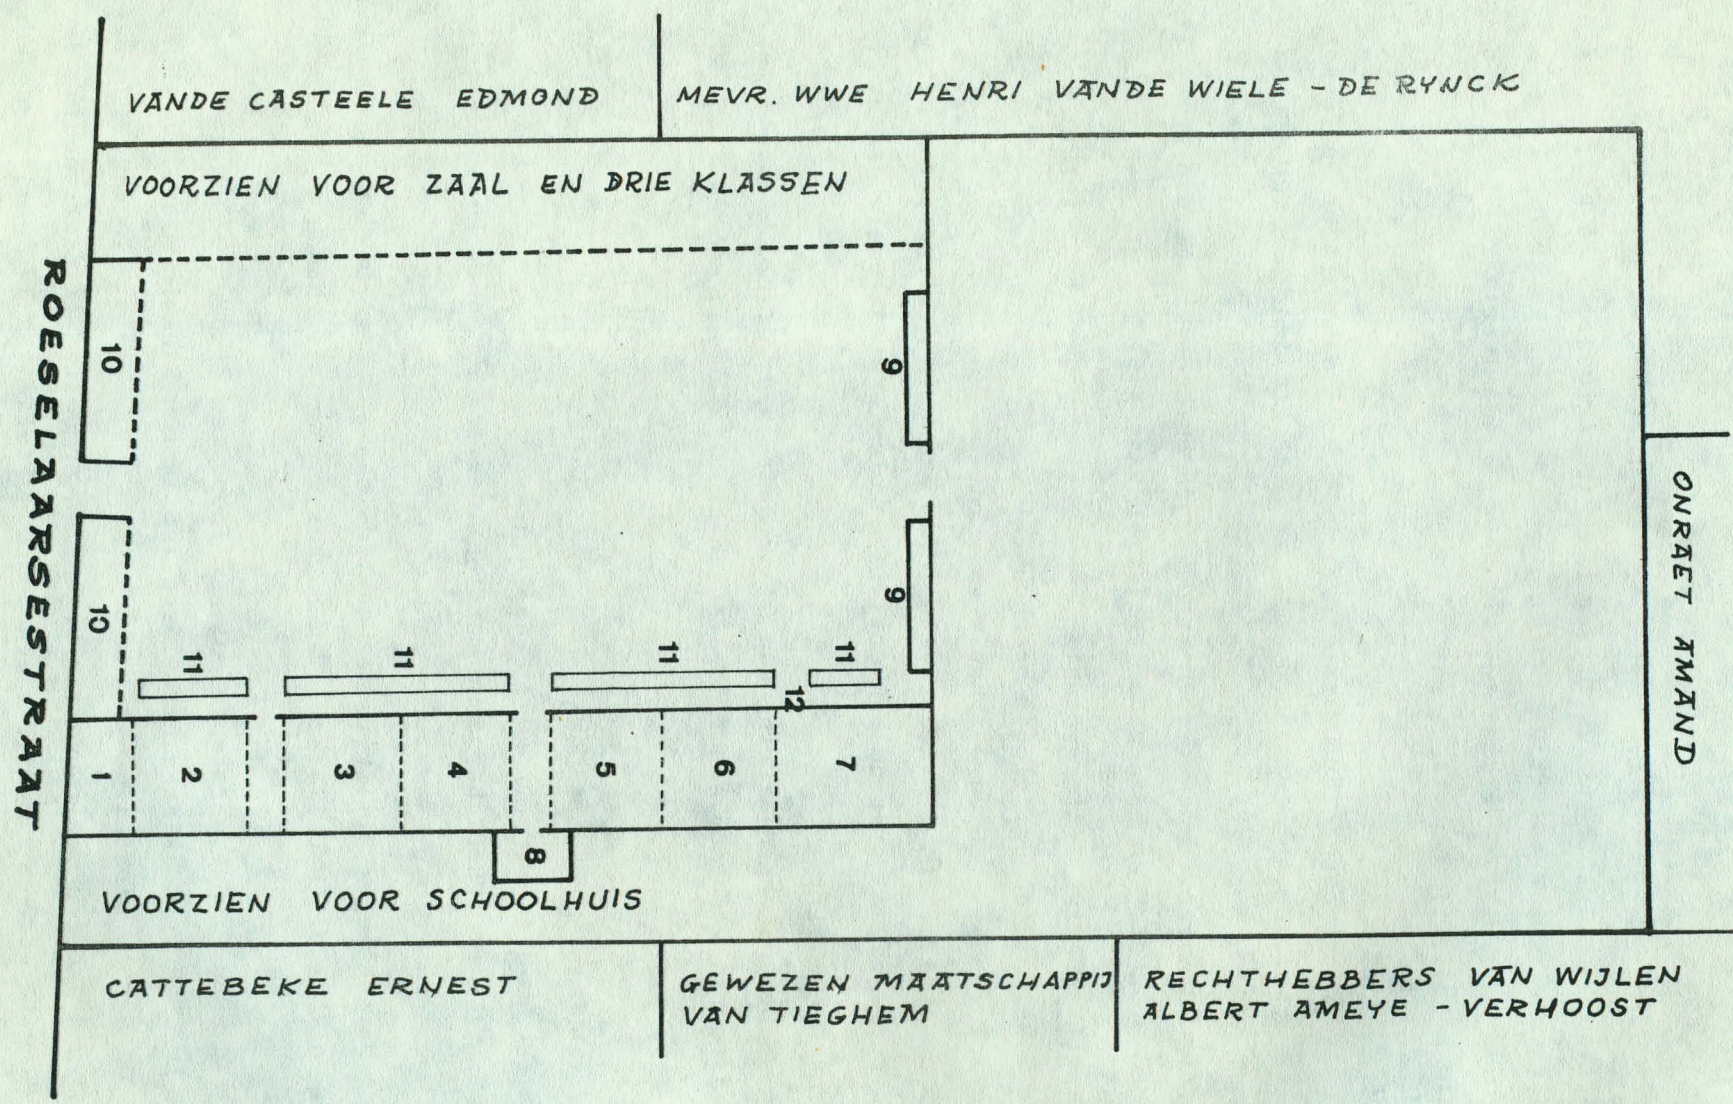 VANDE CASTEELE EDMOND
MEVR. WWE HENRI VANDE WIELE - DE RYNCK
VOORZIEN VOOR ZAAL EN DRIE KLASSEN
ROESELAARSESTRAAT
10
9
10
9
11
11
11
11
12
1
2
3
4
5
6
7
8
ONRAET AMAND
VOORZIEN VOOR SCHOOLHUIS
CATTEBEKE ERNEST
GEWEZEN MAATSCHAPPIJ
VAN TIEGHEM
RECHTHEBBERS VAN WIJLEN
ALBERT AMEYE - VERHOOST